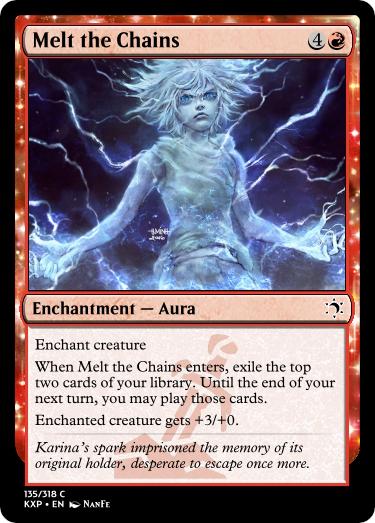 Melt the Chains
4
Enchantment — Aura
Enchant creature
When Melt the Chains enters, exile the top
two cards of your library. Until the end of your
next turn, you may play those cards.
Enchanted creature gets +3/+0.
Karina's spark imprisoned the memory of its
original holder, desperate to escape once more.
135/318 C
KXP • EN NanFe